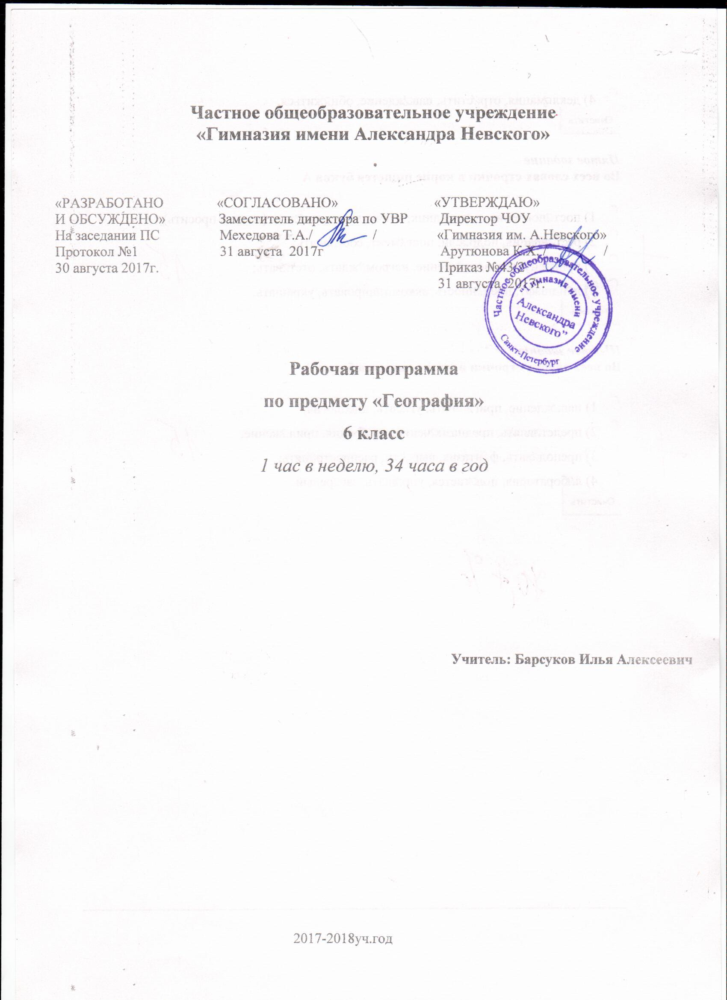 Частное общеобразовательное учреждение
«Гимназия имени Александра Невского»
«РАЗРАБОТАНО
И ОБСУЖДЕНО»
На заседании ПС
Протокол №1
30 августа 2017г.
«СОГЛАСОВАНО»
Заместитель директора по УВР
Мехедова Т.А./ /
31 августа 2017г
«УТВЕРЖДАЮ»
Директор ЧОУ
«Гимназия им. А.Невского»
Арутюнова К.Х. / /
Приказ №43/2
31 августа 2017г.
Частное общеобразовательное учреждение
“Гимназия имени
Александра
Невского”
Санкт-Петербург
Рабочая программа
по предмету «География»
6 класс
1 час в неделю, 34 часа в год
Учитель: Барсуков Илья Алексеевич
2017-2018уч.год